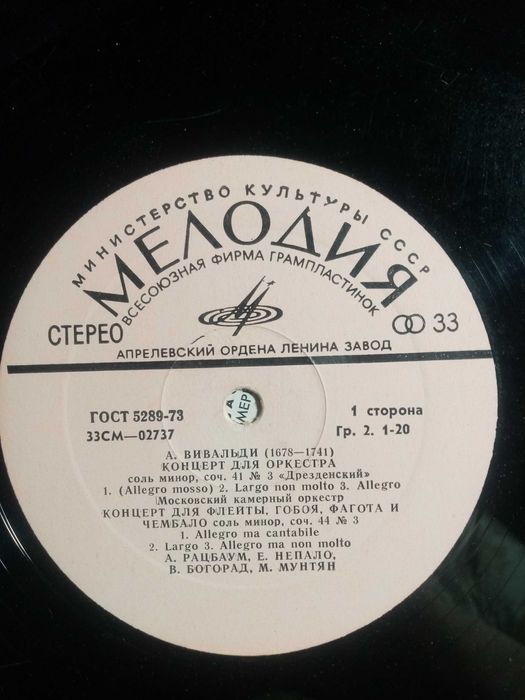 МИНИСТЕРСТВО КУЛЬТУРЫ СССР
МЕЛОДИЯ
ВСЕСОЮЗНАЯ ФИРМА ГРАМПЛАСТИНОК
СТЕРЕО
33
АПРЕЛЕВСКИЙ ОРДЕНА ЛЕНИНА ЗАВОД
ГОСТ 5289-73
1 сторона
33СМ—02737
Гр. 2. 1-20
А. ВИВАЛЬДИ (1678—1741)
КОНЦЕРТ ДЛЯ ОРКЕСТРА
соль минор, соч. 41 № 3 «Дрезденский»
1. (Allegro mosso) 2. Largo non molto 3. Allegro
Московский камерный оркестр
КОНЦЕРТ ДЛЯ ФЛЕЙТЫ, ГОБОЯ, ФАГОТА И
ЧЕМБАЛО соль минор, соч. 44 № 3
1. Allegro ma cantabile
2. Largo 3. Allegro ma non molto
А. РАЦБАУМ, Е. НЕПАЛО,
В. БОГОРАД, М. МУНТЯН